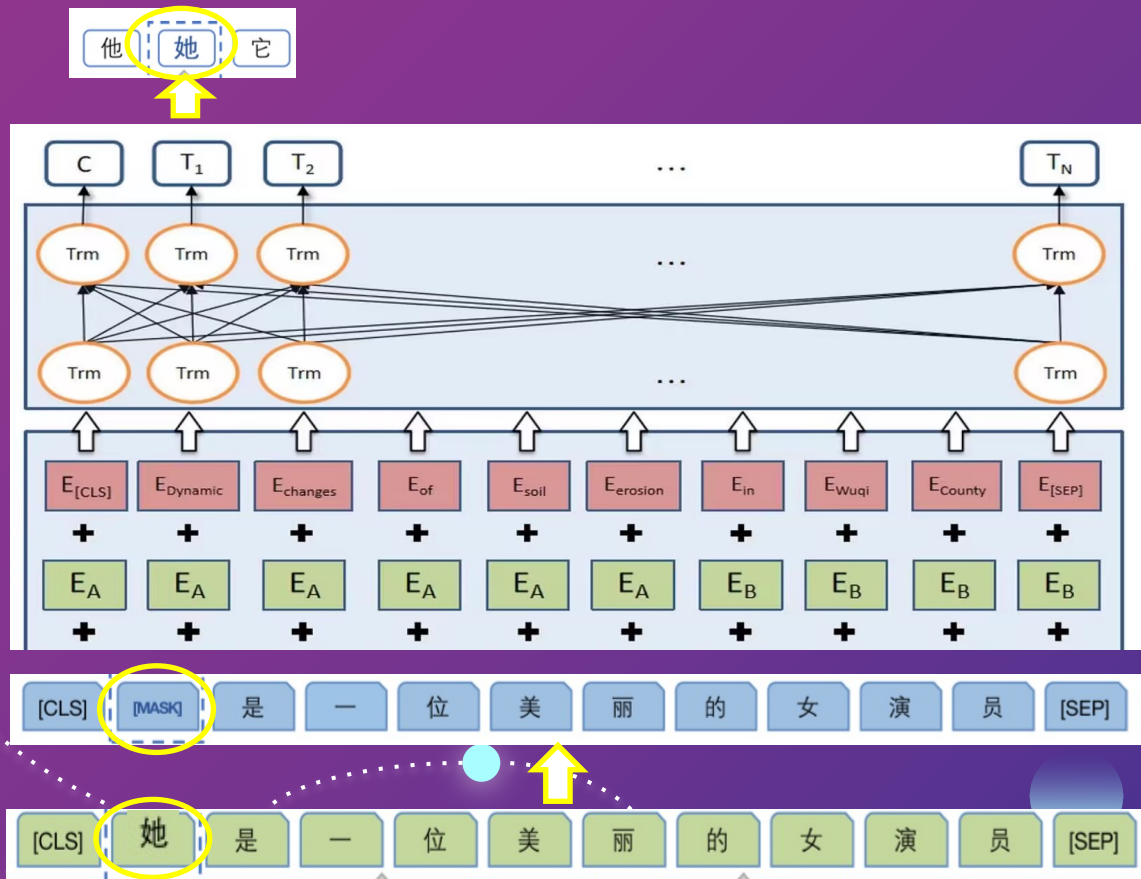 他 她 它
C T1 T2 ... TN
Trm Trm Trm ... Trm
Trm Trm Trm ... Trm
E[CLS] EDynamic Echanges Eof Esoil Eerosion Ein EWuqi ECounty E[SEP]
+ + + + + + + + + +
EA EA EA EA EA EA EB EB EB EB
+ + + + + + + + + +
[CLS] [MASK] 是 一 位 美 丽 的 女 演 员 [SEP]
[CLS] 她 是 一 位 美 丽 的 女 演 员 [SEP]